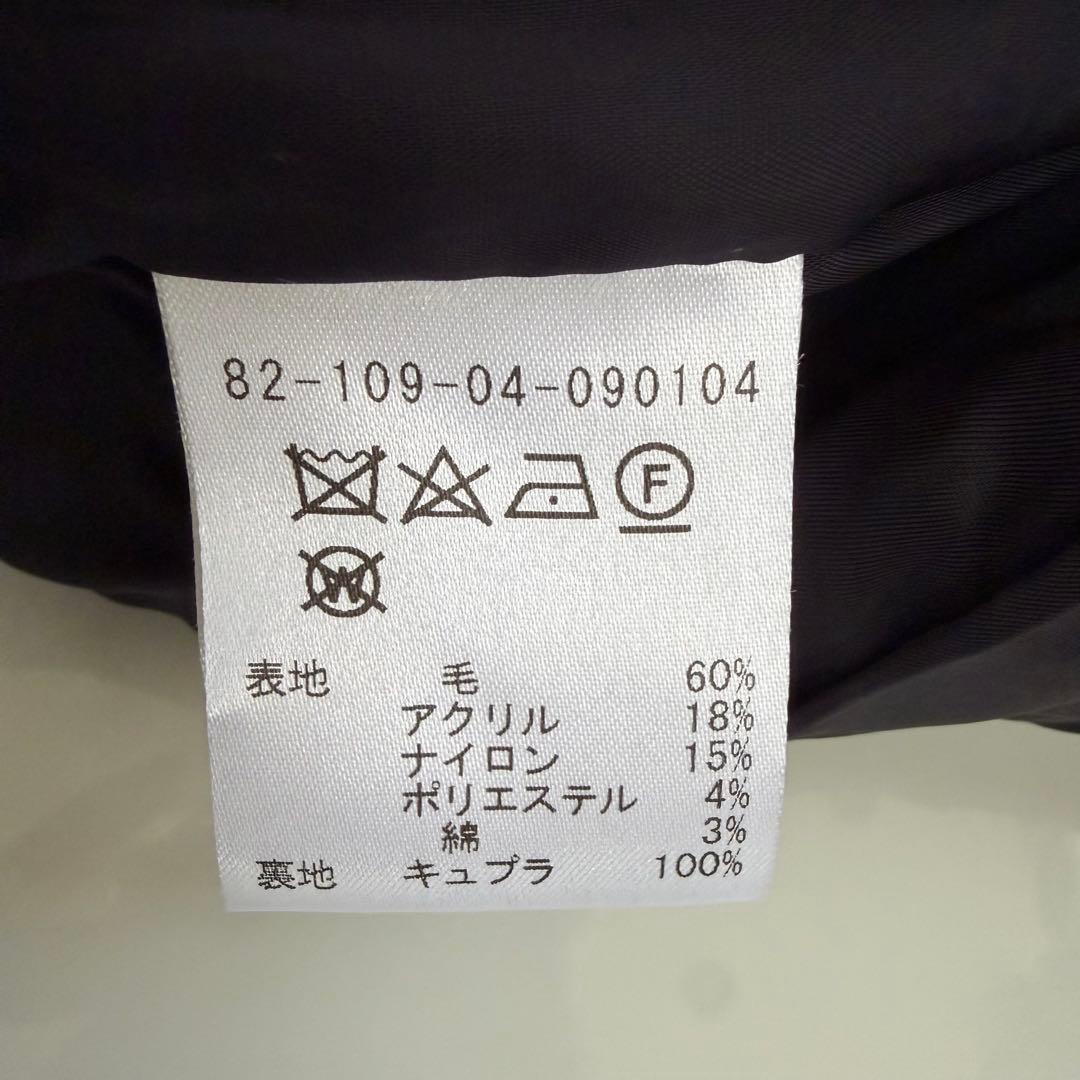 82-109-04-090104
F
W
表地 毛 60%
アクリル 18%
ナイロン 15%
ポリエステル 4%
綿 3%
裏地 キュプラ 100%